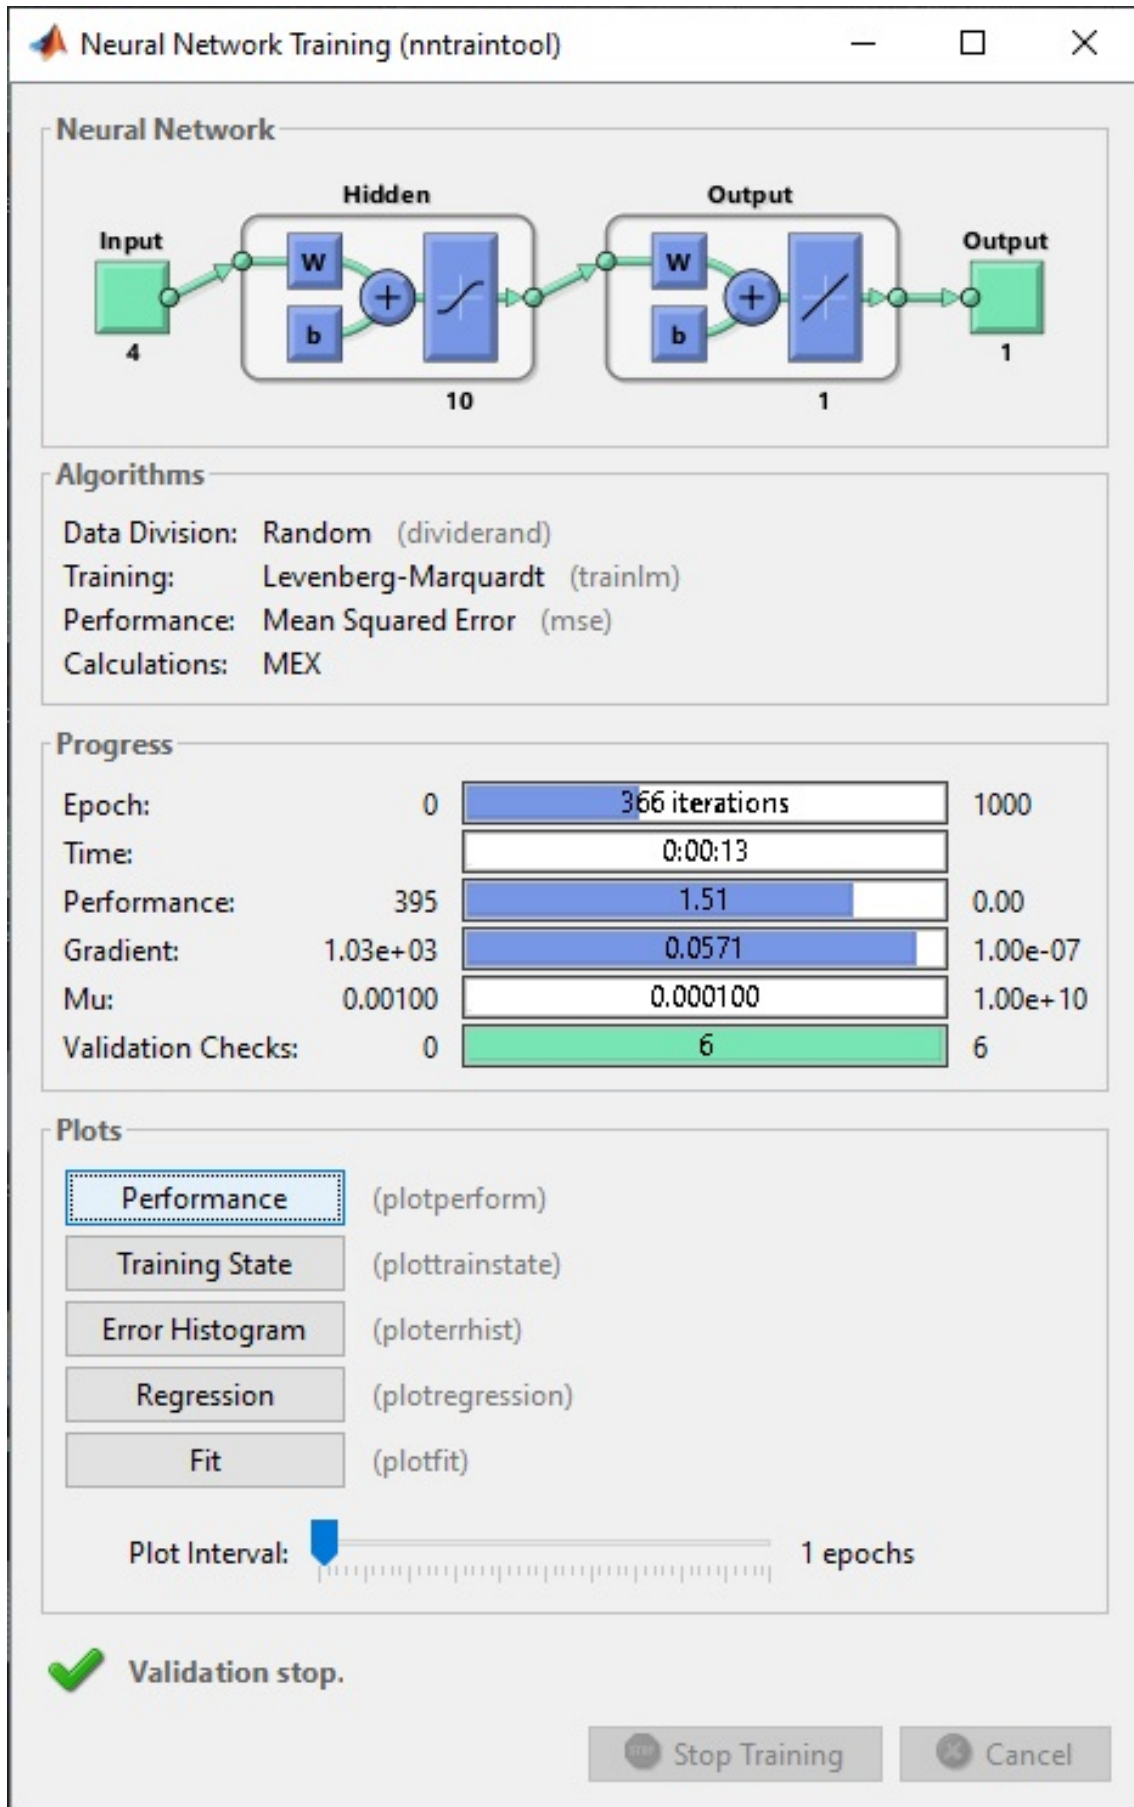 Neural Network Training (nntraintool)
Neural Network
Hidden
Output
Input
Output
W
W
b
b
4
1
10
1
Algorithms
Data Division: Random (dividerand)
Training: Levenberg-Marquardt (trainlm)
Performance: Mean Squared Error (mse)
Calculations: MEX
Progress
Epoch: 0 366 iterations 1000
Time: 0:00:13
Performance: 395 1.51 0.00
Gradient: 1.03e+03 0.0571 1.00e-07
Mu: 0.00100 0.000100 1.00e+10
Validation Checks: 0 6 6
Plots
Performance (plotperform)
Training State (plottrainstate)
Error Histogram (ploterrhist)
Regression (plotregression)
Fit (plotfit)
Plot Interval: 1 epochs
Validation stop.
STOP Stop Training Cancel